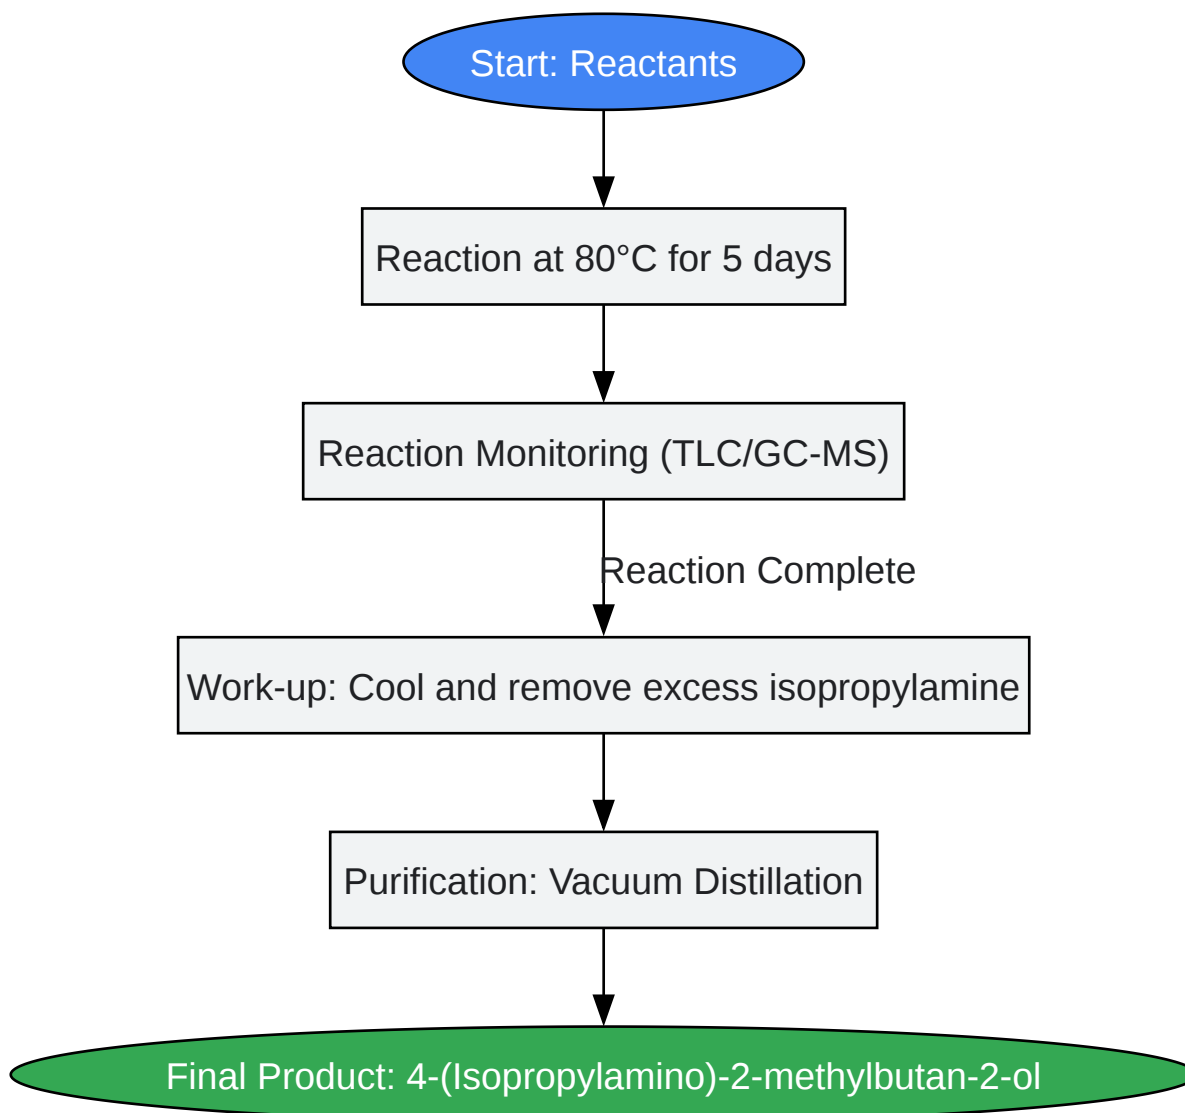 Start: Reactants
Reaction at 80°C for 5 days
Reaction Monitoring (TLC/GC-MS)
Reaction Complete
Work-up: Cool and remove excess isopropylamine
Purification: Vacuum Distillation
Final Product: 4-(Isopropylamino)-2-methylbutan-2-ol